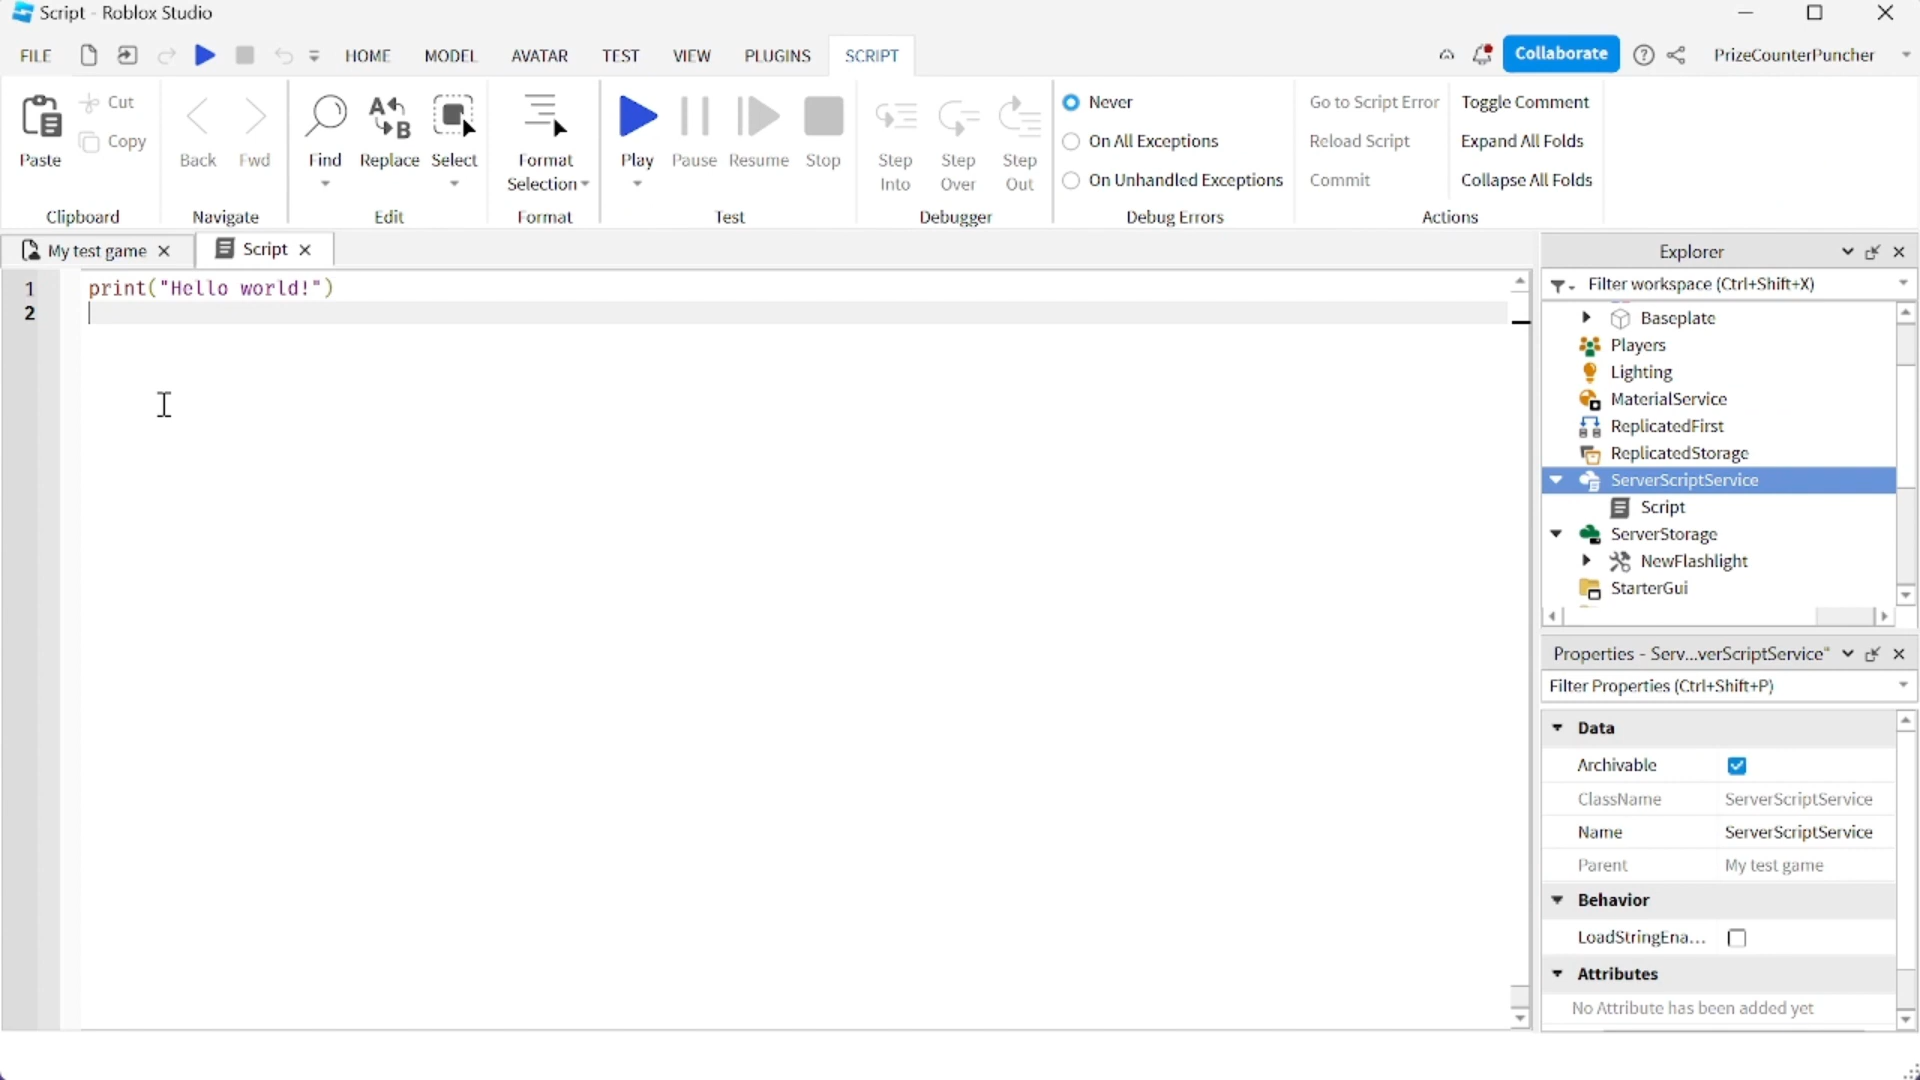 Script - Roblox Studio
FILE HOME MODEL AVATAR TEST VIEW PLUGINS SCRIPT Collaborate PrizeCounterPuncher
Paste Cut Copy
Clipboard
Back Fwd
Navigate
Find Replace Select
Edit
Format
Selection
Format
Play Pause Resume Stop
Test
Step Into Step Over Step Out
Debugger
Never
On All Exceptions
On Unhandled Exceptions
Debug Errors
Go to Script Error Toggle Comment
Reload Script Expand All Folds
Commit Collapse All Folds
Actions
My test game Script
1 print("Hello world!")
2
Explorer
Filter workspace (Ctrl+Shift+X)
Baseplate
Players
Lighting
MaterialService
ReplicatedFirst
ReplicatedStorage
ServerScriptService
Script
ServerStorage
NewFlashlight
StarterGui
Properties - Serv...verScriptService"
Filter Properties (Ctrl+Shift+P)
Data
Archivable
ClassName ServerScriptService
Name ServerScriptService
Parent My test game
Behavior
LoadStringEna...
Attributes
No Attribute has been added yet